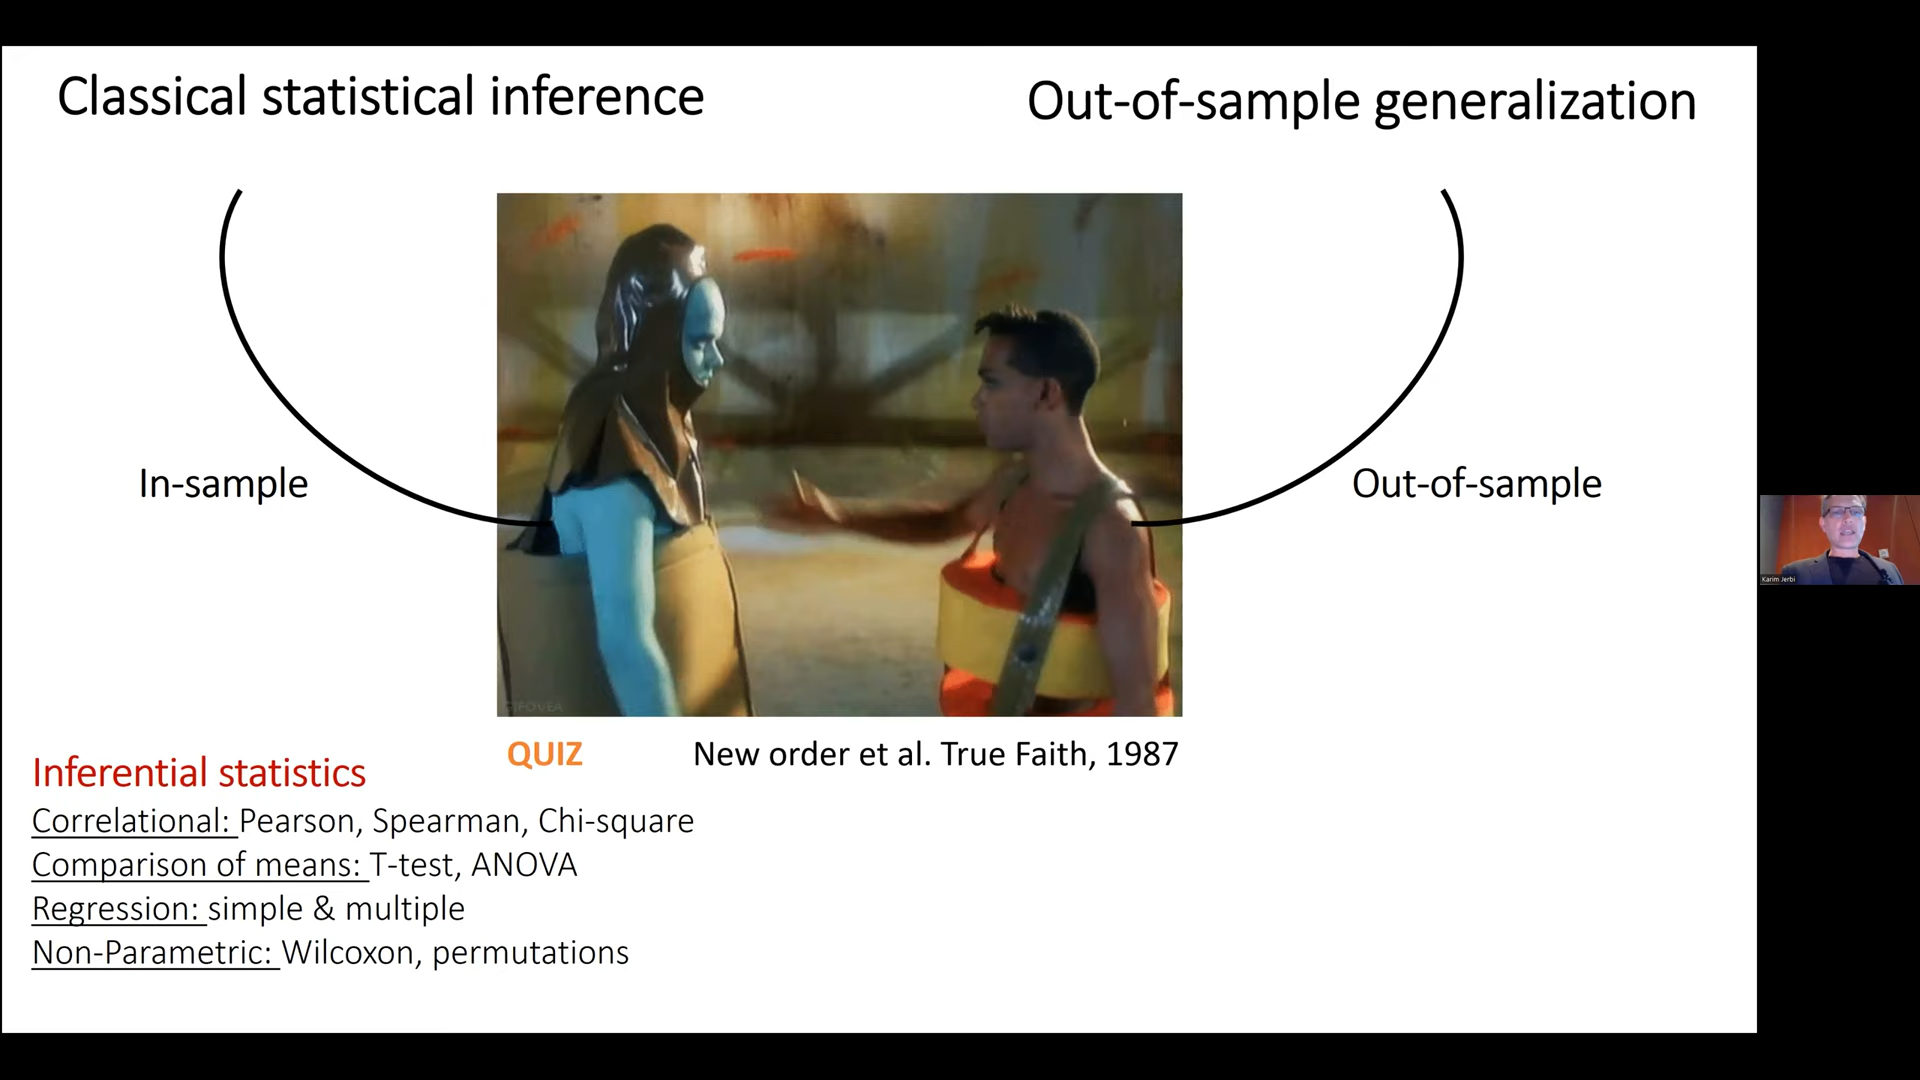 Classical statistical inference
Out-of-sample generalization
In-sample
Out-of-sample
QUIZ
New order et al. True Faith, 1987
Inferential statistics
Correlational: Pearson, Spearman, Chi-square
Comparison of means: T-test, ANOVA
Regression: simple & multiple
Non-Parametric: Wilcoxon, permutations
Karim Jerbi